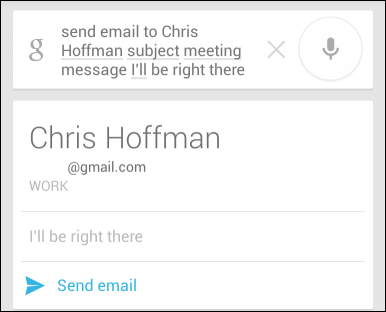 g
send email to Chris
Hoffman subject meeting
message I'll be right there
Chris Hoffman
@gmail.com
WORK
I'll be right there
Send email